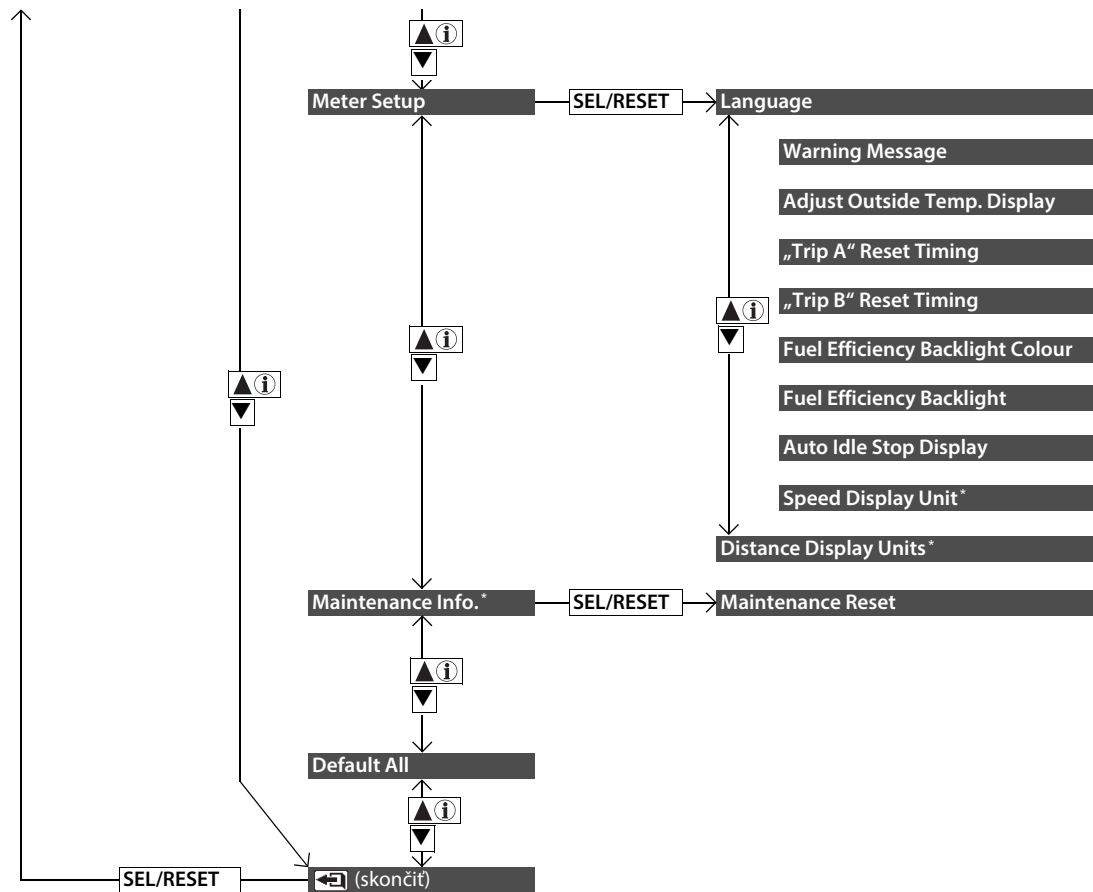 ▲ⓘ
▼
Meter Setup SEL/RESET Language
Warning Message
Adjust Outside Temp. Display
„Trip A“ Reset Timing
„Trip B“ Reset Timing
▲ⓘ ▲ⓘ
▼ ▼
Fuel Efficiency Backlight Colour
▲ⓘ
▼
Fuel Efficiency Backlight
Auto Idle Stop Display
Speed Display Unit*
Distance Display Units*
Maintenance Info.* SEL/RESET Maintenance Reset
▲ⓘ
▼
Default All
▲ⓘ
▼
SEL/RESET (skončiť)